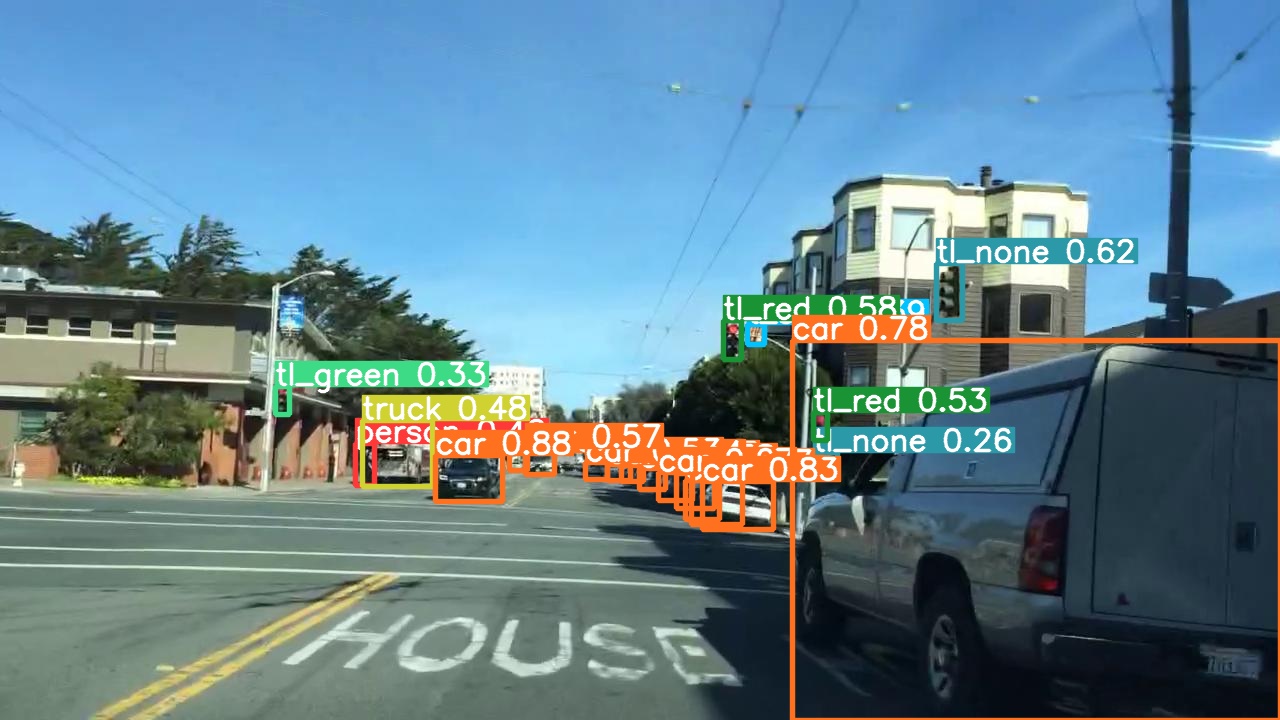 tl_none 0.62
tl_red 0.58
car 0.78
tl_green 0.33
truck 0.48
tl_red 0.53
person
car 0.88
0.57
tl_none 0.26
car 0.83
HOUSE